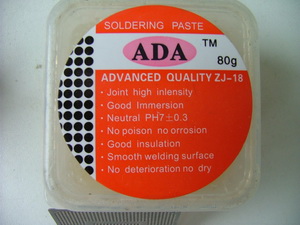 SOLDERING PASTE
ADA TM
80g
ADVANCED QUALITY ZJ-18
· Joint high inlensity
· Good Immersion
· Neutral PH7±0.3
· No poison no orrosion
· Good insulation
· Smooth welding surface
· No deterioration no dry